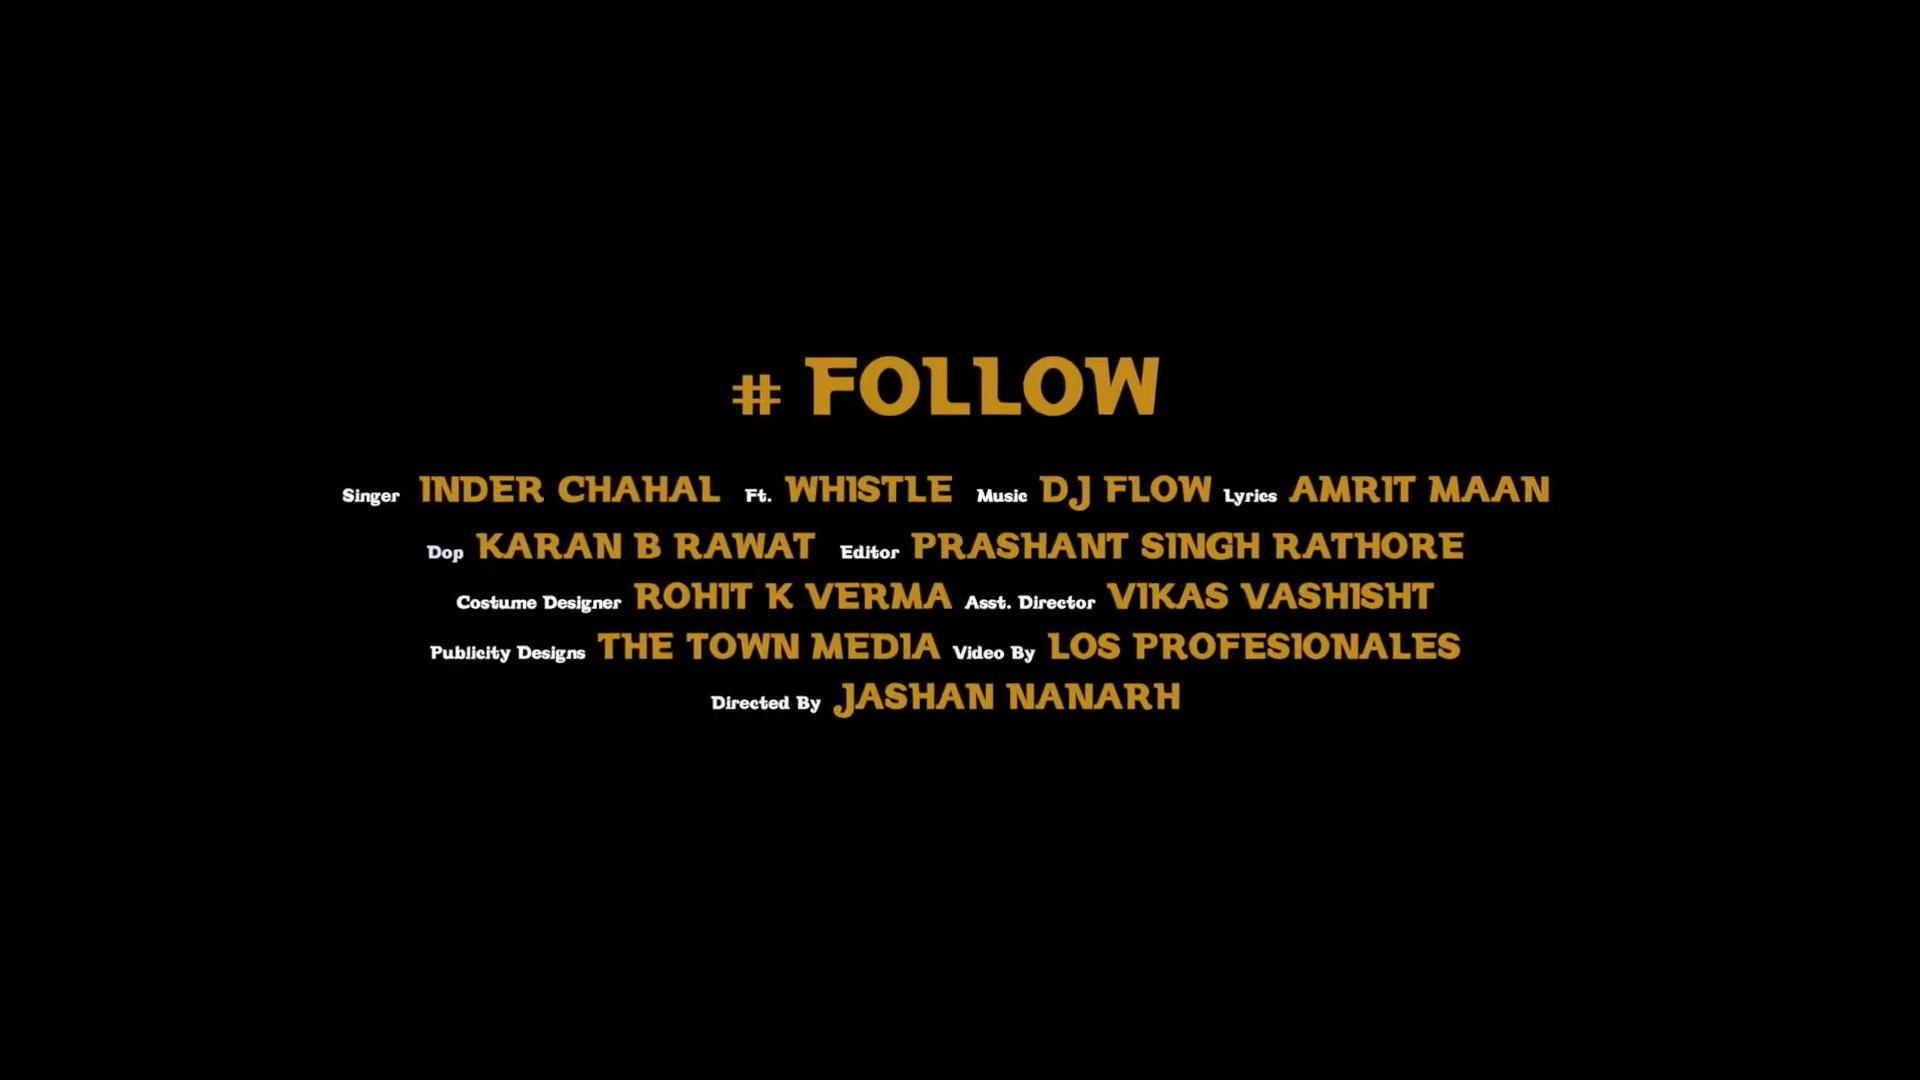 # FOLLOW
Singer INDER CHAHAL Ft. WHISTLE Music DJ FLOW Lyrics AMRIT MAAN
Dop KARAN B RAWAT Editor PRASHANT SINGH RATHORE
Costume Designer ROHIT K VERMA Asst. Director VIKAS VASHISHT
Publicity Designs THE TOWN MEDIA Video By LOS PROFESIONALES
Directed By JASHAN NANARH